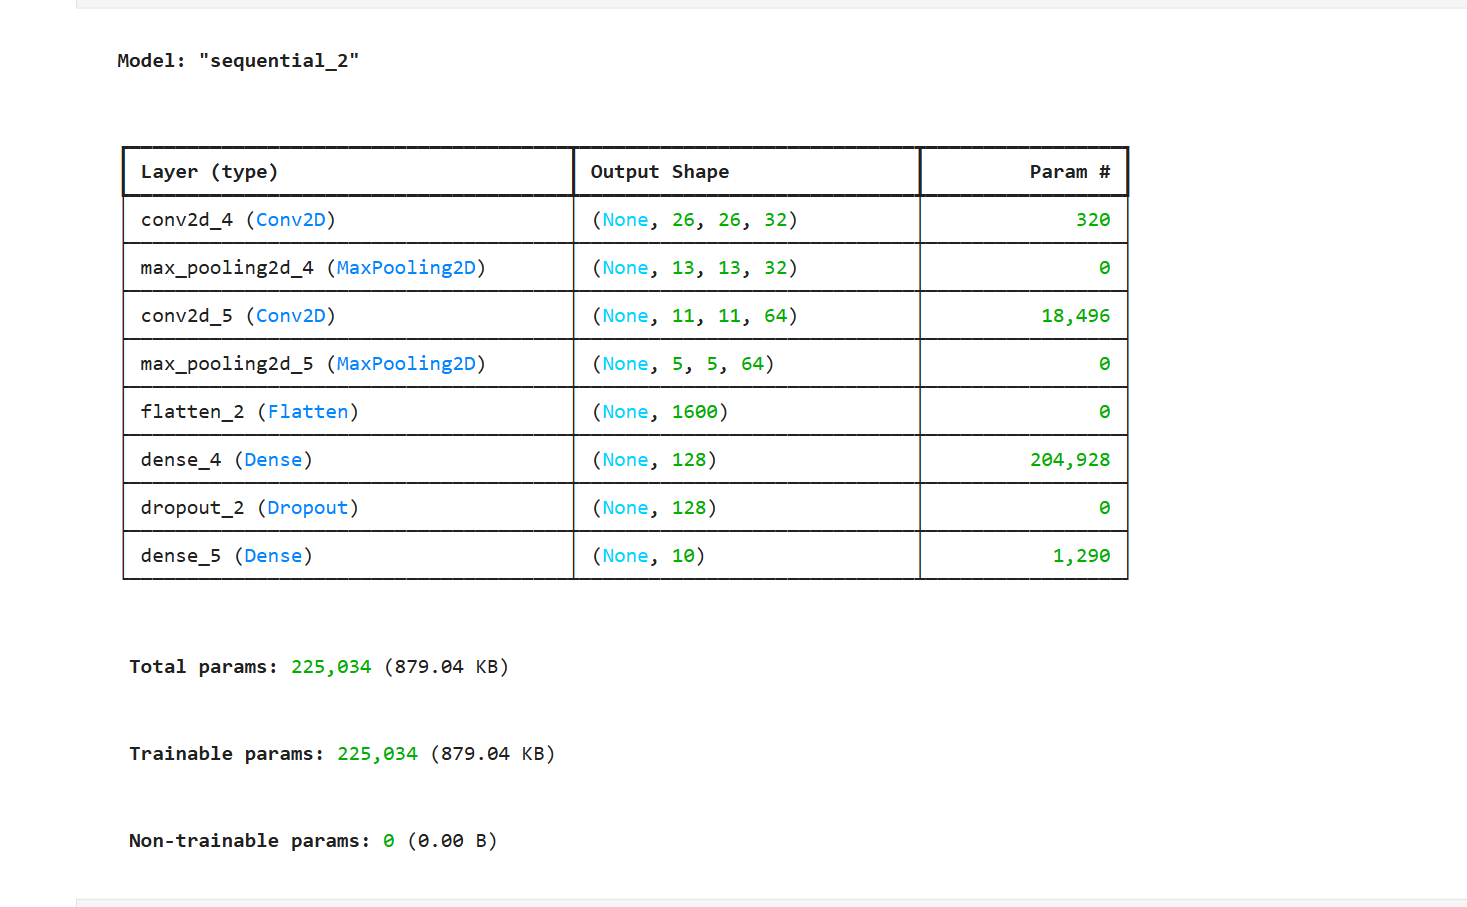 Model: "sequential_2"
Layer (type) Output Shape Param #
conv2d_4 (Conv2D) (None, 26, 26, 32) 320
max_pooling2d_4 (MaxPooling2D) (None, 13, 13, 32) 0
conv2d_5 (Conv2D) (None, 11, 11, 64) 18,496
max_pooling2d_5 (MaxPooling2D) (None, 5, 5, 64) 0
flatten_2 (Flatten) (None, 1600) 0
dense_4 (Dense) (None, 128) 204,928
dropout_2 (Dropout) (None, 128) 0
dense_5 (Dense) (None, 10) 1,290
Total params: 225,034 (879.04 KB)
Trainable params: 225,034 (879.04 KB)
Non-trainable params: 0 (0.00 B)